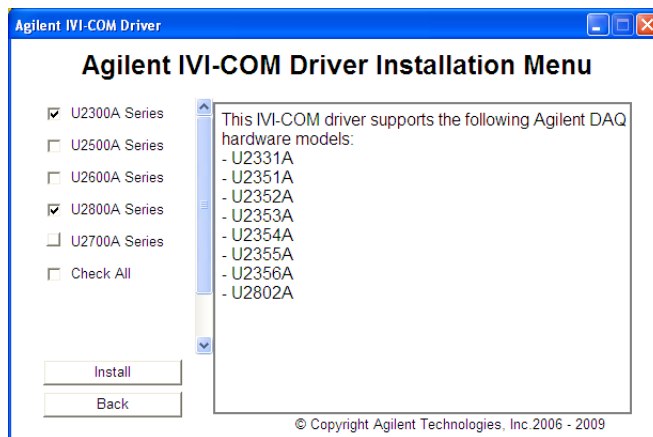 Agilent IVI-COM Driver
Agilent IVI-COM Driver Installation Menu
U2300A Series
U2500A Series
U2600A Series
U2800A Series
U2700A Series
Check All
Install
Back
This IVI-COM driver supports the following Agilent DAQ
hardware models:
- U2331A
- U2351A
- U2352A
- U2353A
- U2354A
- U2355A
- U2356A
- U2802A
© Copyright Agilent Technologies, Inc.2006 - 2009